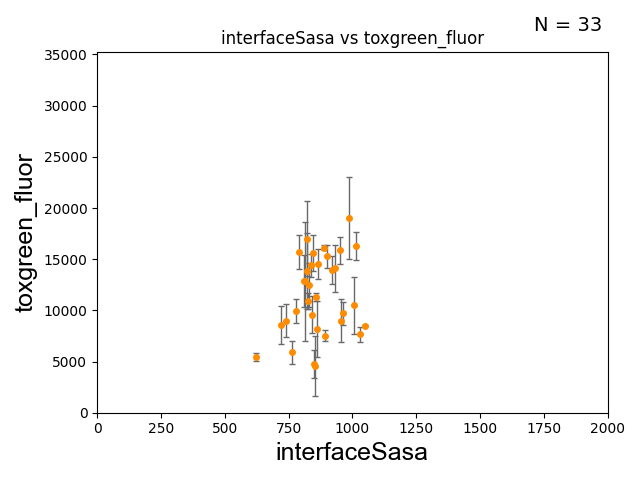 N = 33
interfaceSasa vs toxgreen_fluor
35000
30000
25000
20000
15000
10000
5000
0
toxgreen_fluor
0 250 500 750 1000 1250 1500 1750 2000
interfaceSasa